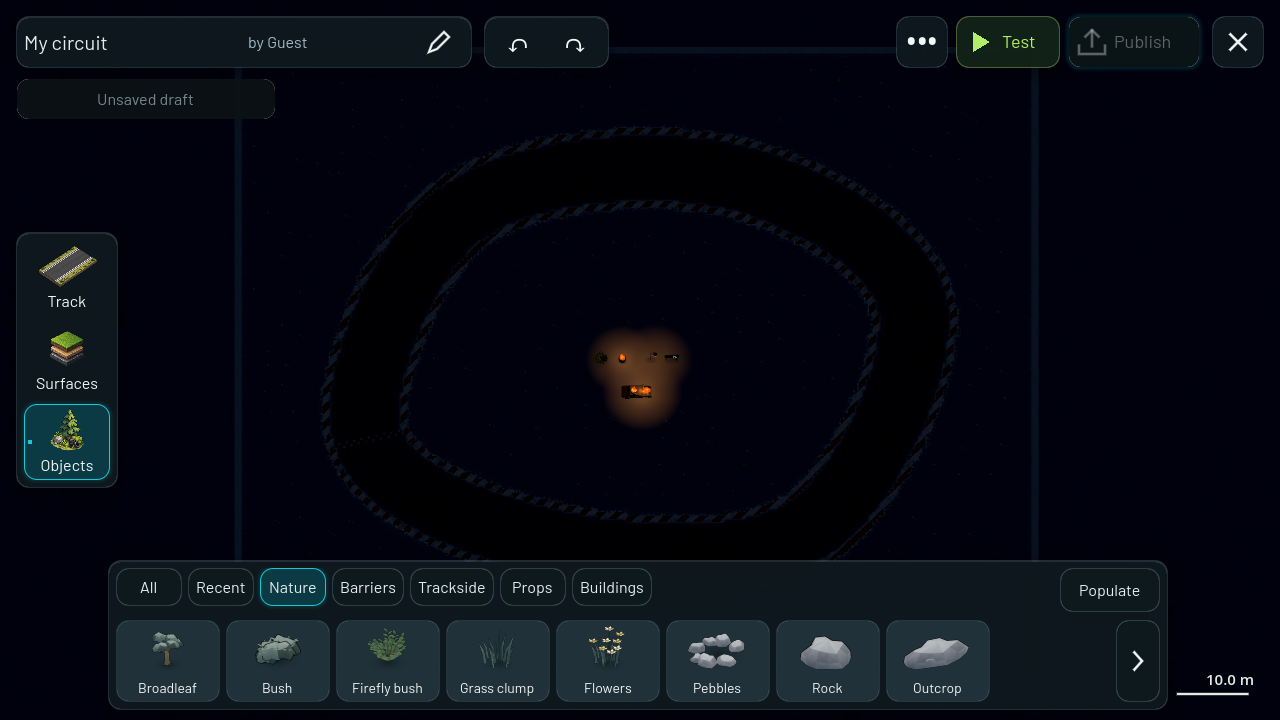 My circuit
by Guest
Test
Publish
Unsaved draft
Track
Surfaces
Objects
All
Recent
Nature
Barriers
Trackside
Props
Buildings
Populate
Broadleaf
Bush
Firefly bush
Grass clump
Flowers
Pebbles
Rock
Outcrop
10.0 m